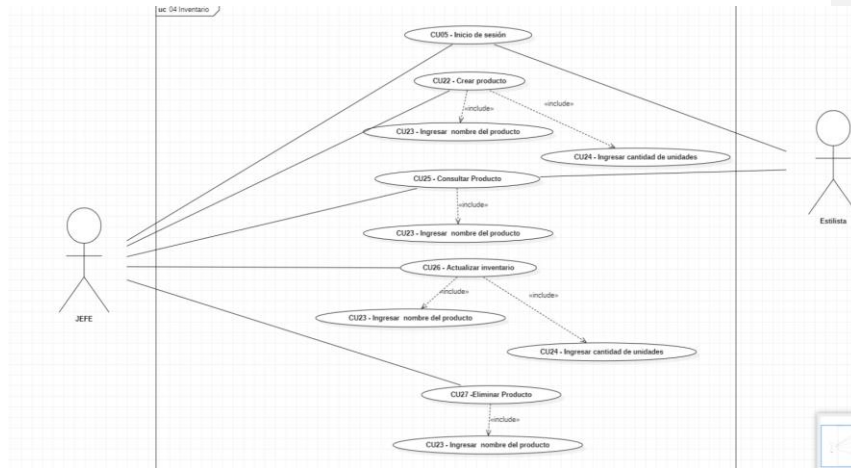 uc 04 Inventario
CU05 - Inicio de sesión
CU22 - Crear producto
«include»
«include»
CU23 - Ingresar nombre del producto
CU24 - Ingresar cantidad de unidades
CU25 - Consultar Producto
«include»
Estilista
CU23 - Ingresar nombre del producto
CU26 - Actualizar inventario
«include»
«include»
JEFE
CU23 - Ingresar nombre del producto
CU24 - Ingresar cantidad de unidades
CU27 -Eliminar Producto
«include»
CU23 - Ingresar nombre del producto